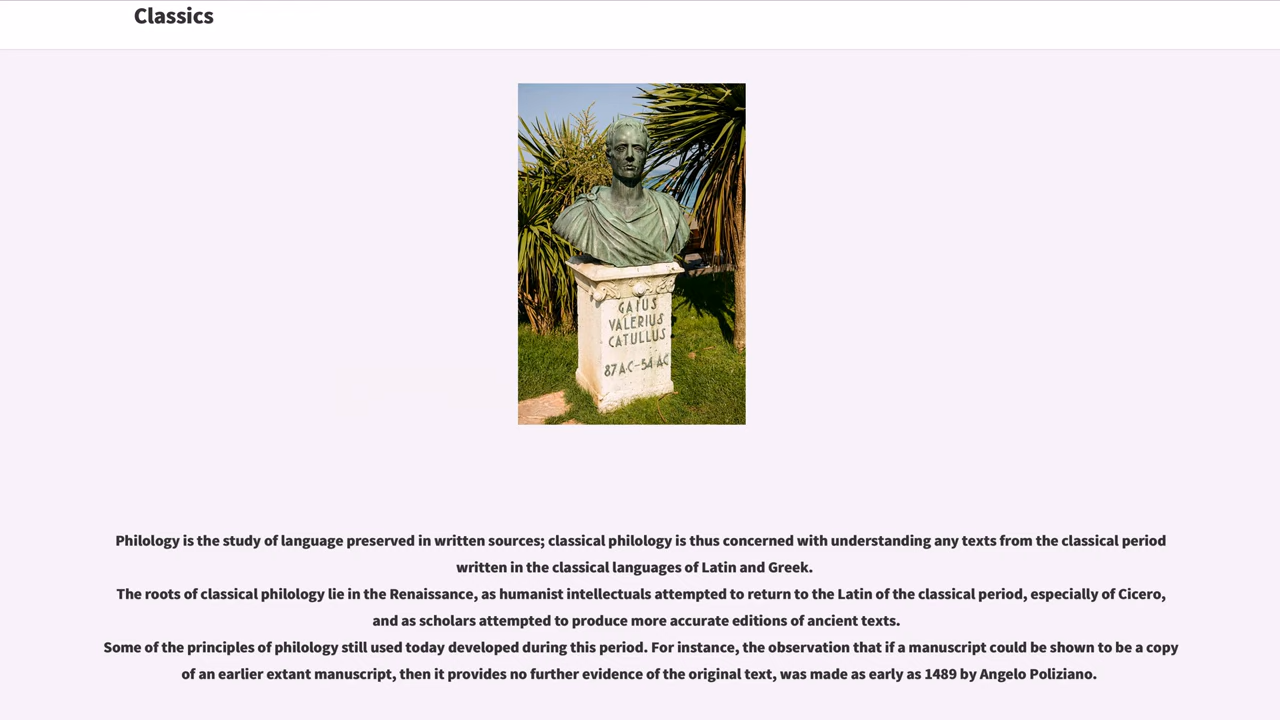 Classics
GAIUS
VALERIUS
CATULLUS
87 A.C-54 A.C
Philology is the study of language preserved in written sources; classical philology is thus concerned with understanding any texts from the classical period
written in the classical languages of Latin and Greek.
The roots of classical philology lie in the Renaissance, as humanist intellectuals attempted to return to the Latin of the classical period, especially of Cicero,
and as scholars attempted to produce more accurate editions of ancient texts.
Some of the principles of philology still used today developed during this period. For instance, the observation that if a manuscript could be shown to be a copy
of an earlier extant manuscript, then it provides no further evidence of the original text, was made as early as 1489 by Angelo Poliziano.